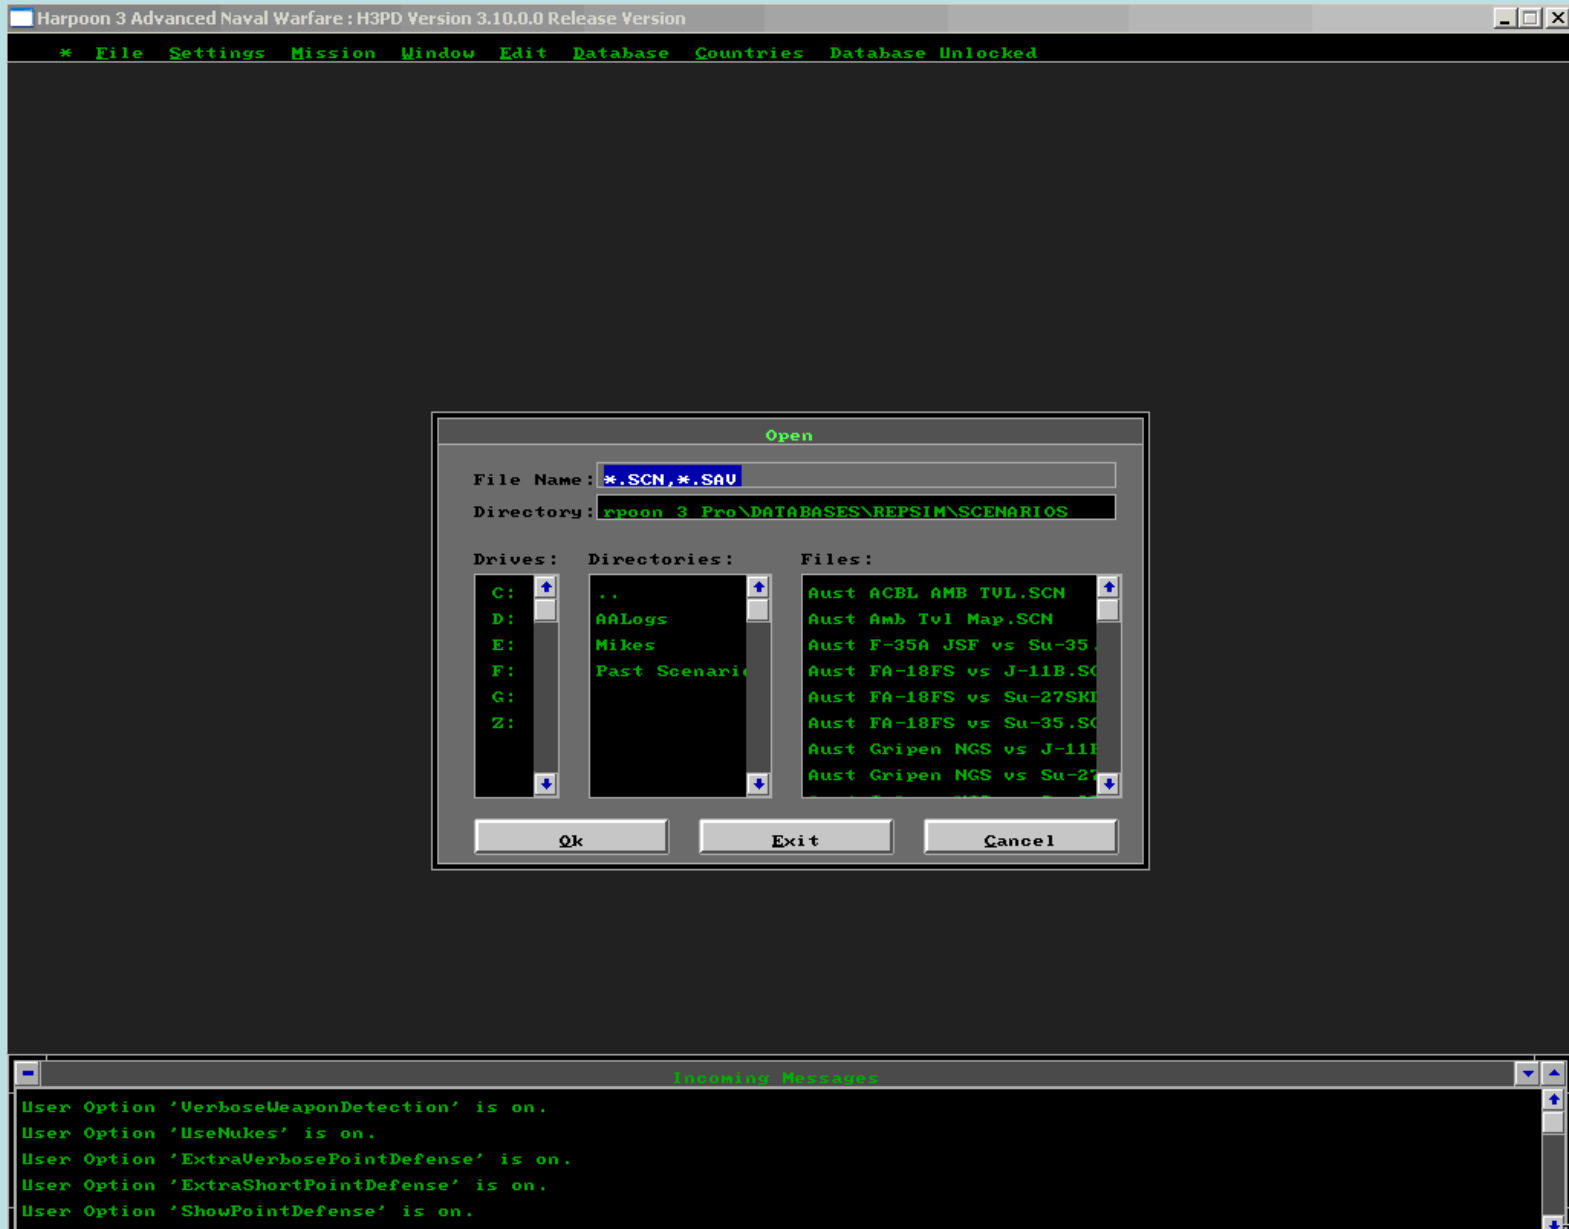 Harpoon 3 Advanced Naval Warfare : H3PD Version 3.10.0.0 Release Version
* File Settings Mission Window Edit Database Countries Database Unlocked
Open
File Name: *.SCN,*.SAV
Directory: rpoon 3 Pro\DATABASES\REPSIM\SCENARIOS
Drives: Directories: Files:
C: .. Aust ACBL AMB TVL.SCN
D: AALogs Aust Amb Tvl Map.SCN
E: Mikes Aust F-35A JSF vs Su-35.
F: Past Scenario Aust FA-18FS vs J-11B.SC
G: Aust FA-18FS vs Su-27SK
Z: Aust FA-18FS vs Su-35.SC
Aust Gripen NGS vs J-11B
Aust Gripen NGS vs Su-27
Ok Exit Cancel
Incoming Messages
User Option 'VerboseWeaponDetection' is on.
User Option 'UseNukes' is on.
User Option 'ExtraVerbosePointDefense' is on.
User Option 'ExtraShortPointDefense' is on.
User Option 'ShowPointDefense' is on.